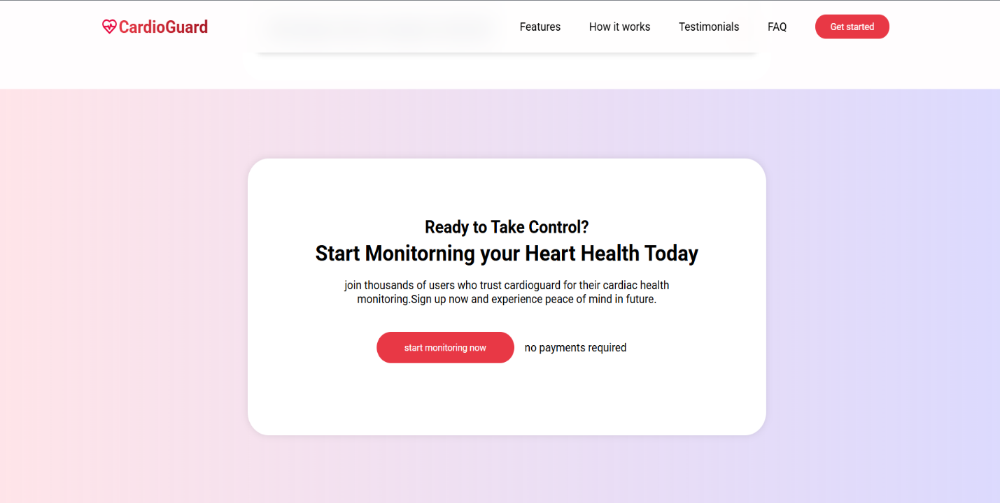 CardioGuard
Features
How it works
Testimonials
FAQ
Get started
Ready to Take Control?
Start Monitorning your Heart Health Today
join thousands of users who trust cardioguard for their cardiac health
monitoring.Sign up now and experience peace of mind in future.
start monitoring now
no payments required